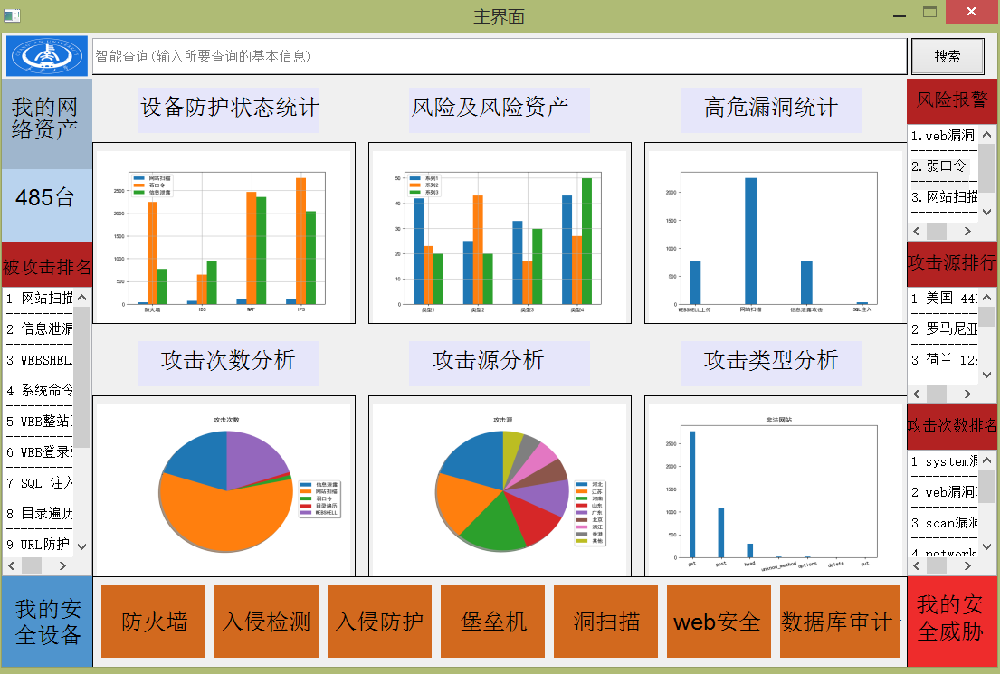 主界面
智能查询(输入所要查询的基本信息)
搜索
我的网
络资产
485台
被攻击排名
1 网站扫描
2 信息泄漏
3 WEBSHEL
4 系统命令
5 WEB整站
6 WEB登录
7 SQL 注入
8 目录遍历
9 URL防护
我的安
全设备
设备防护状态统计
网站扫描
弱口令
信息泄露
2500
2000
1500
1000
500
0
防火墙
IDS
WAF
IPS
风险及风险资产
系列1
系列2
系列3
50
40
30
20
10
0
类型1
类型2
类型3
类型4
高危漏洞统计
2000
1500
1000
500
0
WEBSHELL上传
网站扫描
信息泄露攻击
SQL注入
攻击次数分析
攻击次数
信息泄露
网站扫描
弱口令
目录遍历
WEBSHELL
攻击源分析
攻击源
河北
江苏
河南
山东
广东
北京
浙江
香港
其他
攻击类型分析
非法网站
2500
2000
1500
1000
500
0
get
post
head
unknow_method
options
delete
put
风险报警
1.web漏洞
2.弱口令
3.网站扫描
攻击源排行
1 美国 443
2 罗马尼亚
3 荷兰 128
攻击次数排名
1 system漏
2 web漏洞
3 scan漏洞
4 network
我的安
全威胁
防火墙
入侵检测
入侵防护
堡垒机
洞扫描
web安全
数据库审计